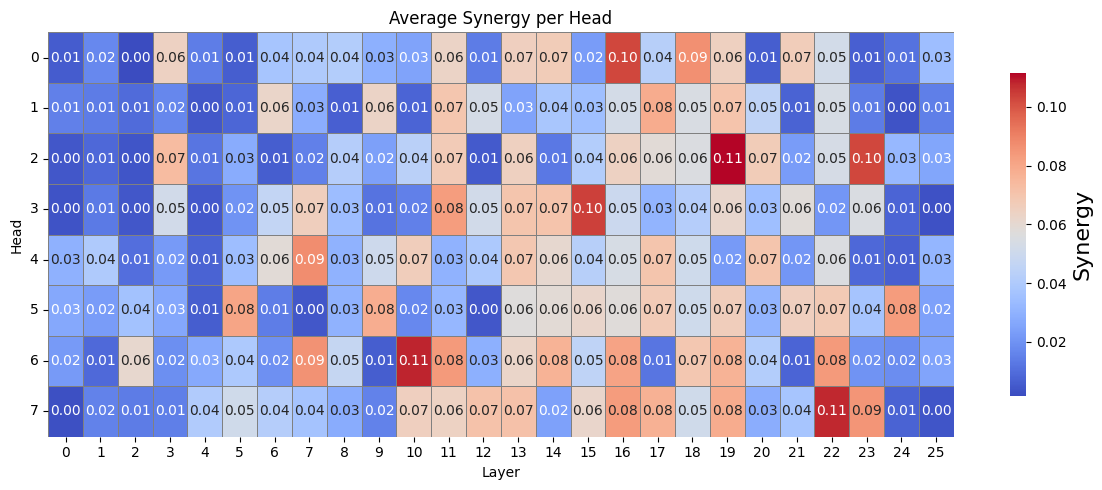 Average Synergy per Head
0 0.01 0.02 0.00 0.06 0.01 0.01 0.04 0.04 0.04 0.03 0.03 0.06 0.01 0.07 0.07 0.02 0.10 0.04 0.09 0.06 0.01 0.07 0.05 0.01 0.01 0.03
1 0.01 0.01 0.01 0.02 0.00 0.01 0.06 0.03 0.01 0.06 0.01 0.07 0.05 0.03 0.04 0.03 0.05 0.08 0.05 0.07 0.05 0.01 0.05 0.01 0.00 0.01
2 0.00 0.01 0.00 0.07 0.01 0.03 0.01 0.02 0.04 0.02 0.04 0.07 0.01 0.06 0.01 0.04 0.06 0.06 0.06 0.11 0.07 0.02 0.05 0.10 0.03 0.03
3 0.00 0.01 0.00 0.05 0.00 0.02 0.05 0.07 0.03 0.01 0.02 0.08 0.05 0.07 0.07 0.10 0.05 0.03 0.04 0.06 0.03 0.06 0.02 0.06 0.01 0.00
4 0.03 0.04 0.01 0.02 0.01 0.03 0.06 0.09 0.03 0.05 0.07 0.03 0.04 0.07 0.06 0.04 0.05 0.07 0.05 0.02 0.07 0.02 0.06 0.01 0.01 0.03
5 0.03 0.02 0.04 0.03 0.01 0.08 0.01 0.00 0.03 0.08 0.02 0.03 0.00 0.06 0.06 0.06 0.06 0.07 0.05 0.07 0.03 0.07 0.07 0.04 0.08 0.02
6 0.02 0.01 0.06 0.02 0.03 0.04 0.02 0.09 0.05 0.01 0.11 0.08 0.03 0.06 0.08 0.05 0.08 0.01 0.07 0.08 0.04 0.01 0.08 0.02 0.02 0.03
7 0.00 0.02 0.01 0.01 0.04 0.05 0.04 0.04 0.03 0.02 0.07 0.06 0.07 0.07 0.02 0.06 0.08 0.08 0.05 0.08 0.03 0.04 0.11 0.09 0.01 0.00
0 1 2 3 4 5 6 7 8 9 10 11 12 13 14 15 16 17 18 19 20 21 22 23 24 25
Layer
Head
0.10
0.08
0.06
0.04
0.02
Synergy